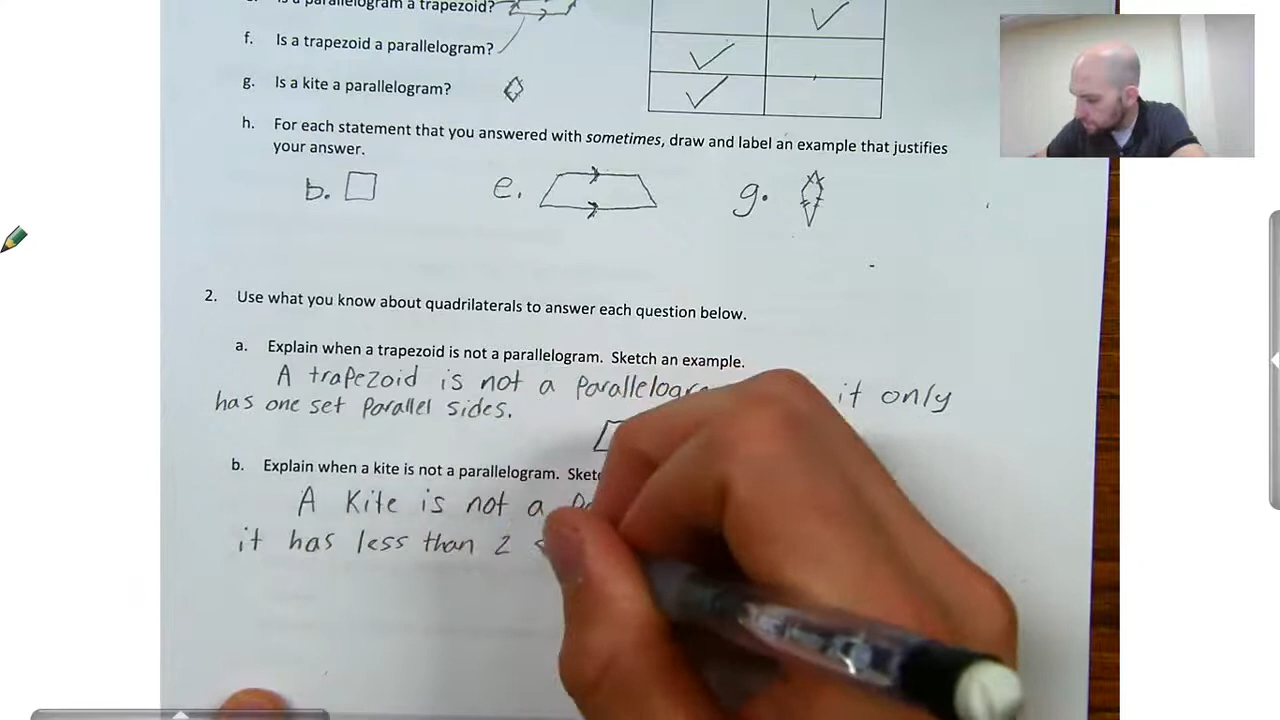 parallelogram a trapezoid?
f. Is a trapezoid a parallelogram?
g. Is a kite a parallelogram?
h. For each statement that you answered with sometimes, draw and label an example that justifies
your answer.
b. e. g.
2. Use what you know about quadrilaterals to answer each question below.
a. Explain when a trapezoid is not a parallelogram. Sketch an example.
A trapezoid is not a it only
has one set parallel sides.
b. Explain when a kite is not a parallelogram.
A Kite is not a
it has less than 2